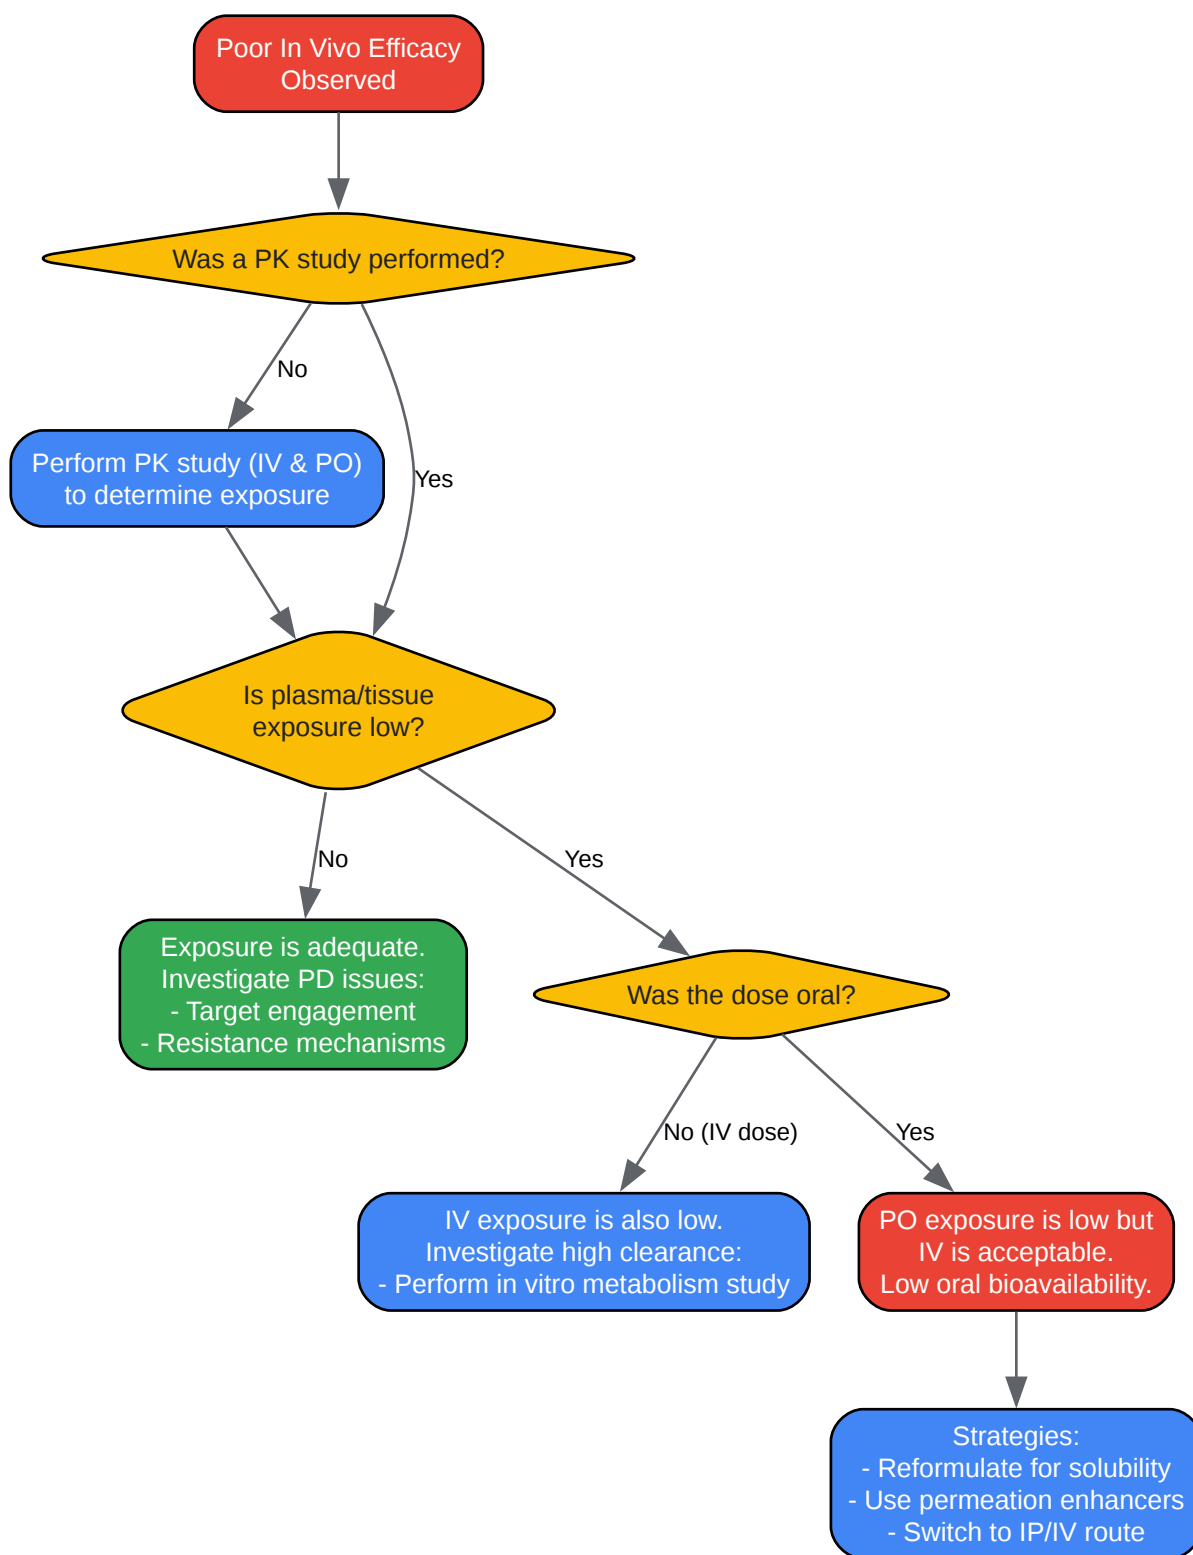 Poor In Vivo Efficacy
Observed
Was a PK study performed?
No
Yes
Perform PK study (IV & PO)
to determine exposure
Is plasma/tissue
exposure low?
No
Yes
Exposure is adequate.
Investigate PD issues:
- Target engagement
- Resistance mechanisms
Was the dose oral?
No (IV dose)
Yes
IV exposure is also low.
Investigate high clearance:
- Perform in vitro metabolism study
PO exposure is low but
IV is acceptable.
Low oral bioavailability.
Strategies:
- Reformulate for solubility
- Use permeation enhancers
- Switch to IP/IV route